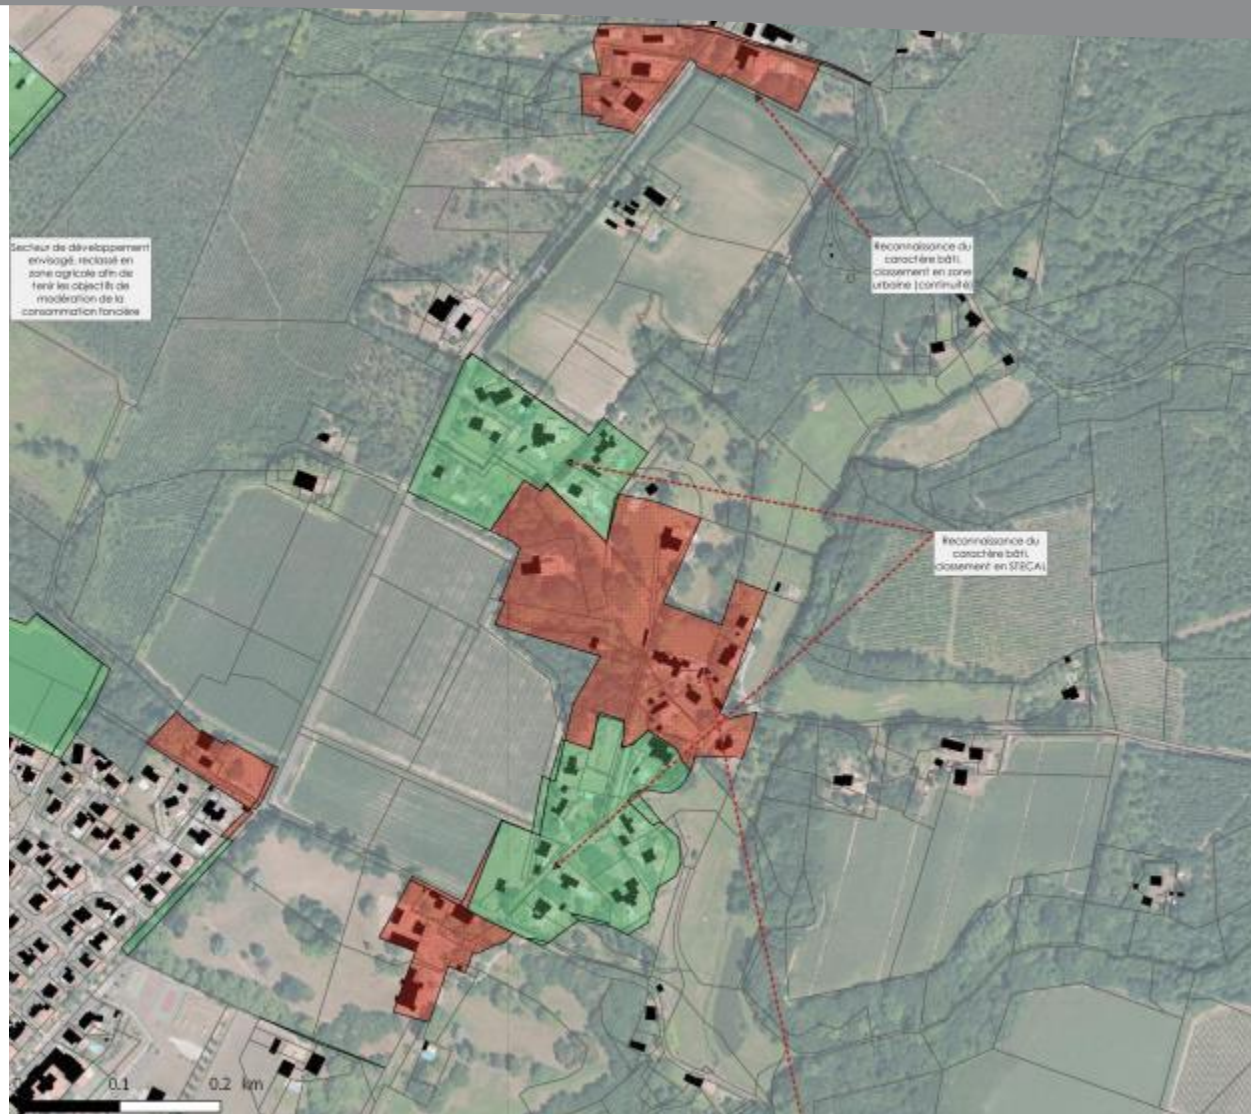 Secteur de développement
envisagé, reclassé en
zone agricole afin de
tenir les objectifs de
modération de la
consommation foncière
Reconnaissance du
caractère bâti,
classement en zone
urbaine (continuité)
Reconnaissance du
caractère bâti,
classement en STECAL
0.1 0.2 km